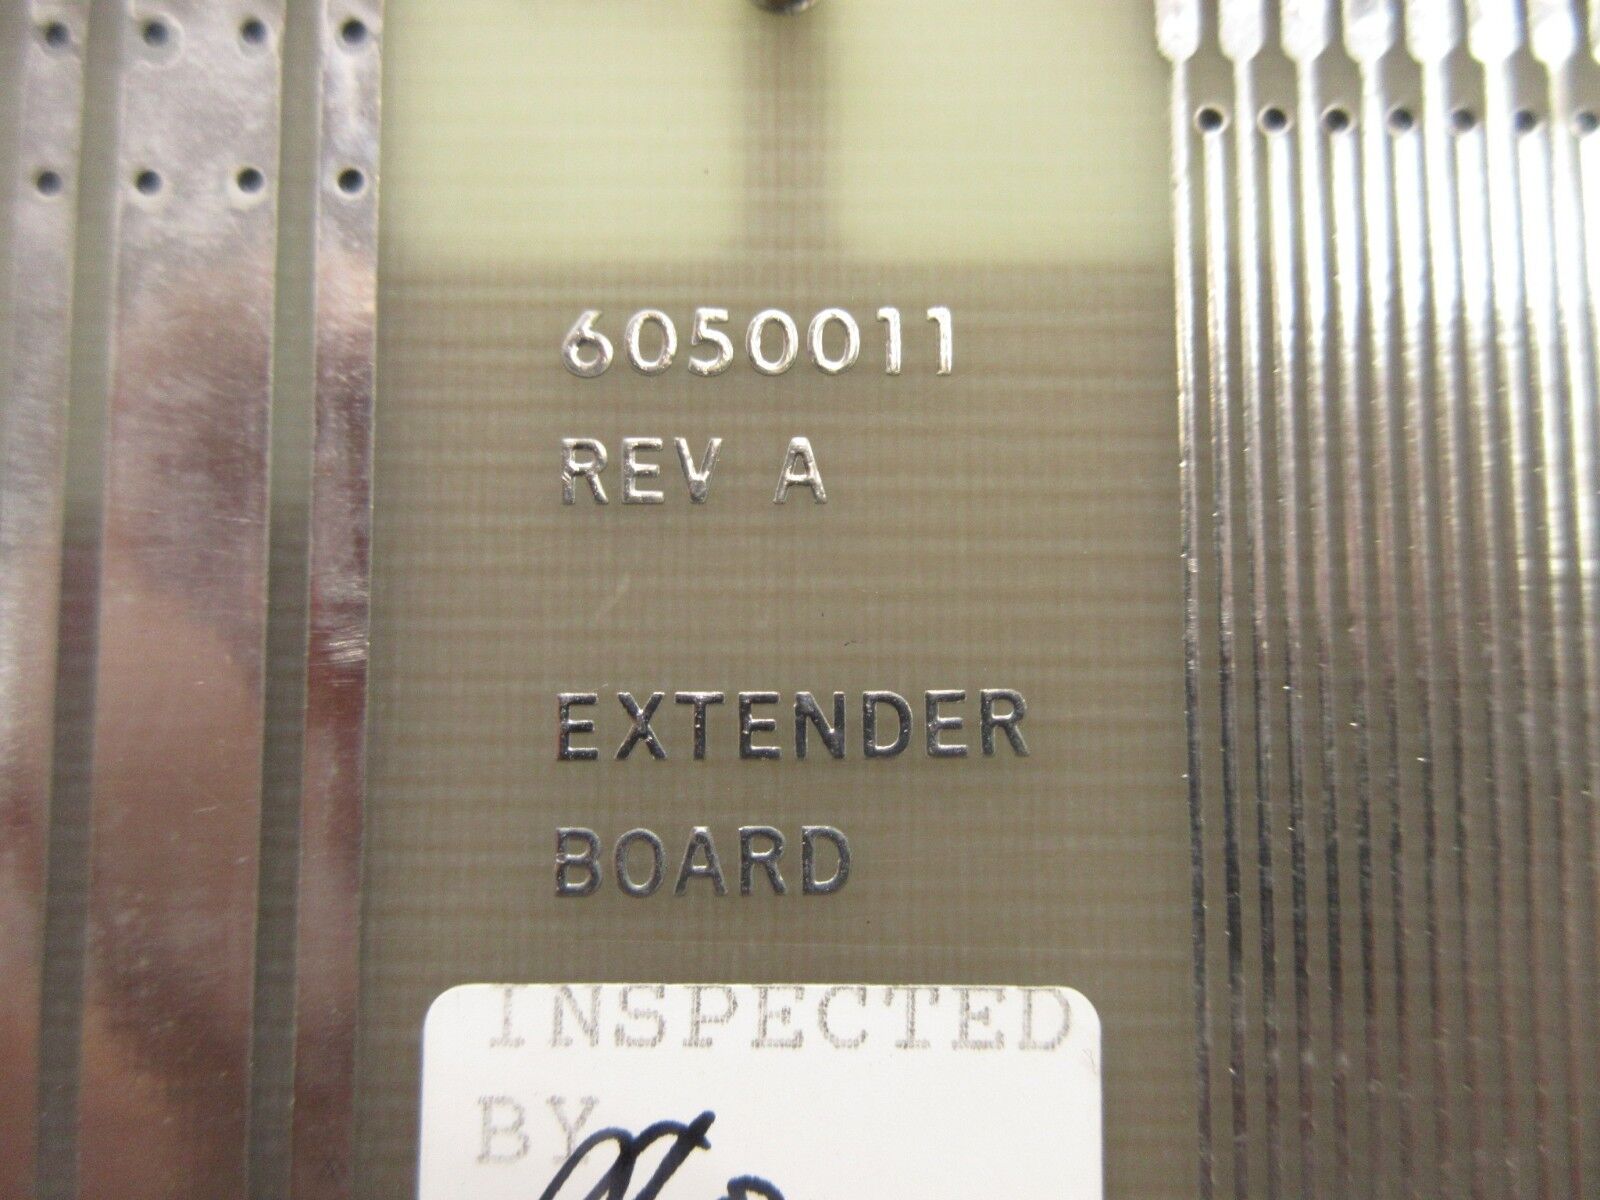 6050011
REV A
EXTENDER
BOARD
INSPECTED
BY